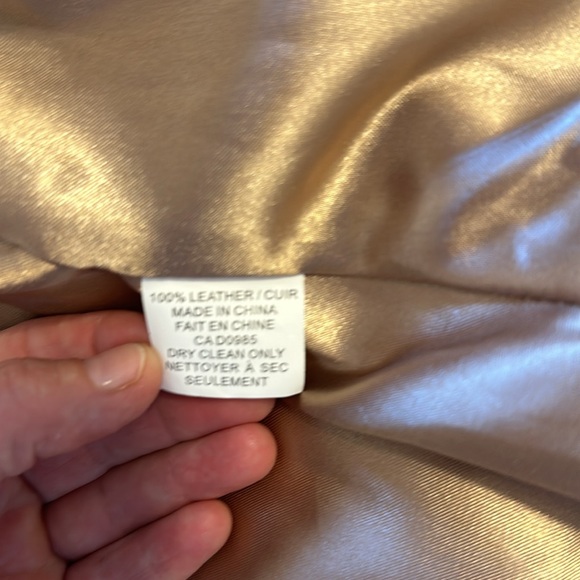 100% LEATHER / CUIR
MADE IN CHINA
FAIT EN CHINE
CA D0985
DRY CLEAN ONLY
NETTOYER À SEC
SEULEMENT